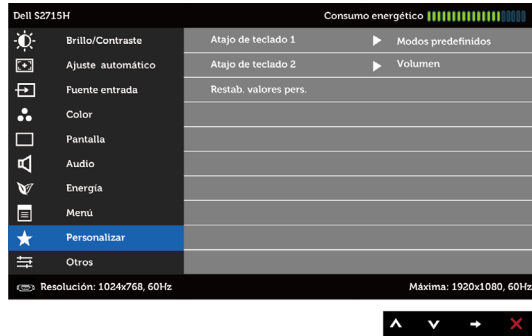 Dell S2715H Consumo energético
Brillo/Contraste Atajo de teclado 1 Modos predefinidos
Ajuste automático Atajo de teclado 2 Volumen
Fuente entrada Restab. valores pers.
Color
Pantalla
Audio
Energía
Menú
Personalizar
Otros
Resolución: 1024x768, 60Hz Máxima: 1920x1080, 60Hz